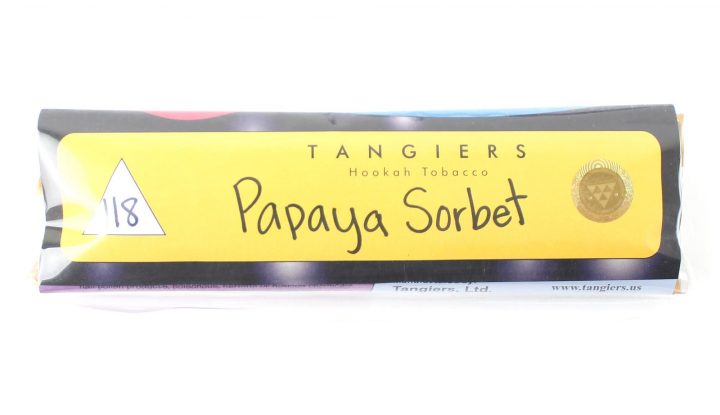 TANGIERS
Hookah Tobacco
118
Papaya Sorbet
Tangiers, Ltd.
www.tangiers.us